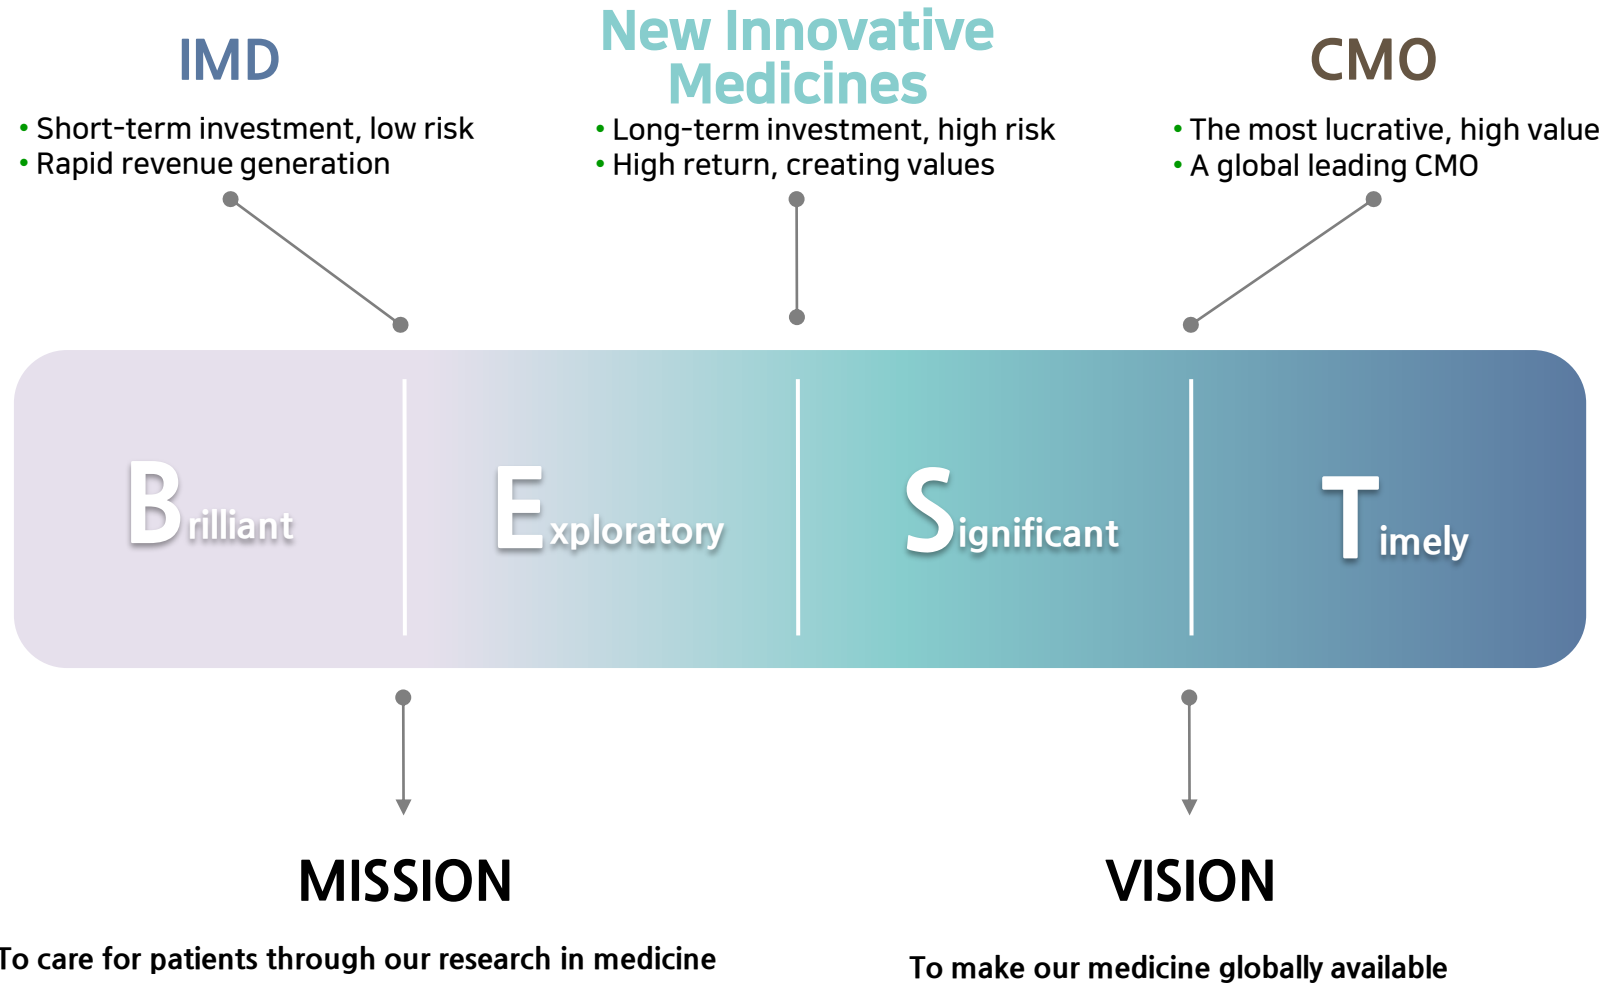 IMD
• Short-term investment, low risk
• Rapid revenue generation
New Innovative
Medicines
• Long-term investment, high risk
• High return, creating values
CMO
• The most lucrative, high value
• A global leading CMO
Brilliant
Exploratory
Significant
Timely
MISSION
To care for patients through our research in medicine
VISION
To make our medicine globally available